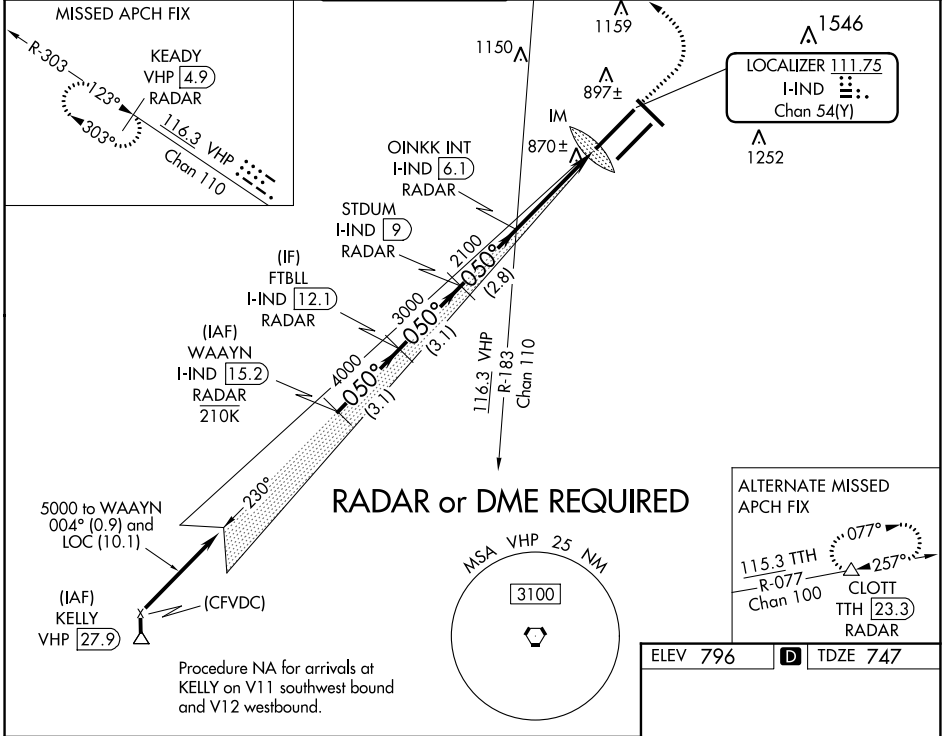 MISSED APCH FIX
R-303
KEADY
VHP 4.9
RADAR
123°
303°
116.3 VHP
Chan 110
1150
1159
1546
897±
870±
1252
LOCALIZER 111.75
I-IND
Chan 54(Y)
IM
OINKK INT
I-IND 6.1
RADAR
STDUM
I-IND 9
RADAR
(IF)
FTBLL
I-IND 12.1
RADAR
(IAF)
WAAYN
I-IND 15.2
RADAR
210K
2100
050°
(2.8)
3000
050°
(3.1)
4000
050°
(3.1)
116.3 VHP
R-183
Chan 110
230°
5000 to WAAYN
004° (0.9) and
LOC (10.1)
(IAF)
KELLY
VHP 27.9
(CFVDC)
RADAR or DME REQUIRED
MSA VHP 25 NM
3100
Procedure NA for arrivals at
KELLY on V11 southwest bound
and V12 westbound.
ALTERNATE MISSED
APCH FIX
077°
257°
115.3 TTH
R-077
Chan 100
CLOTT
TTH 23.3
RADAR
ELEV 796 D TDZE 747